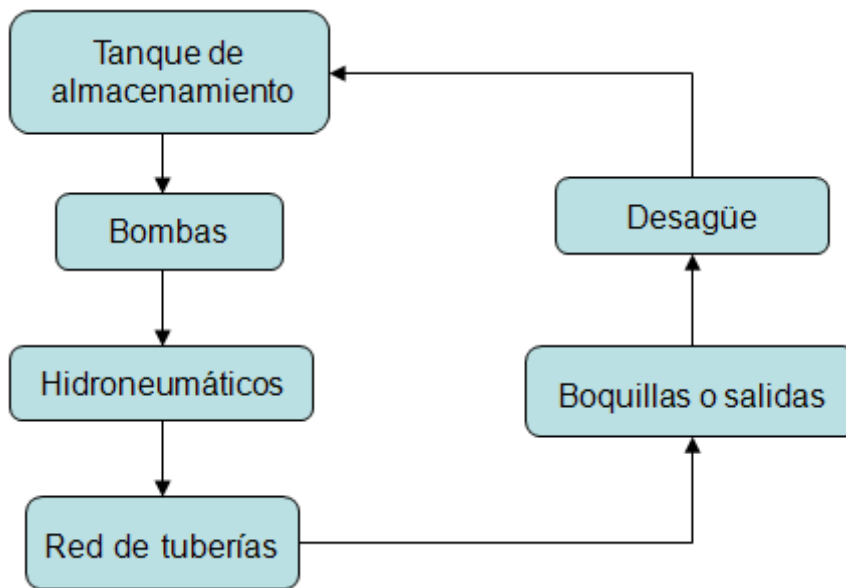 Tanque de
almacenamiento
Bombas
Hidroneumáticos
Red de tuberías
Boquillas o salidas
Desagüe